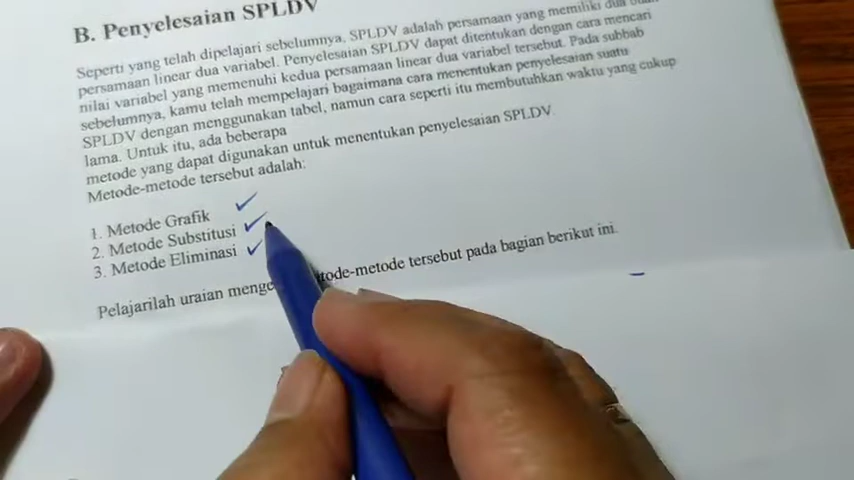 B. Penyelesaian SPLDV
Seperti yang telah dipelajari sebelumnya, SPLDV adalah persamaan yang memiliki dua buah
persamaan linear dua variabel. Penyelesaian SPLDV dapat ditentukan dengan cara mencari
nilai variabel yang memenuhi kedua persamaan linear dua variabel tersebut. Pada subbab
sebelumnya, kamu telah mempelajari bagaimana cara menentukan penyelesaian suatu
SPLDV dengan menggunakan tabel, namun cara seperti itu membutuhkan waktu yang cukup
lama. Untuk itu, ada beberapa
metode yang dapat digunakan untuk menentukan penyelesaian SPLDV
Metode-metode tersebut adalah:
1. Metode Grafik
2. Metode Substitusi
3. Metode Eliminasi
Pelajarilah uraian menge tode-metode tersebut pada bagian berikut ini.